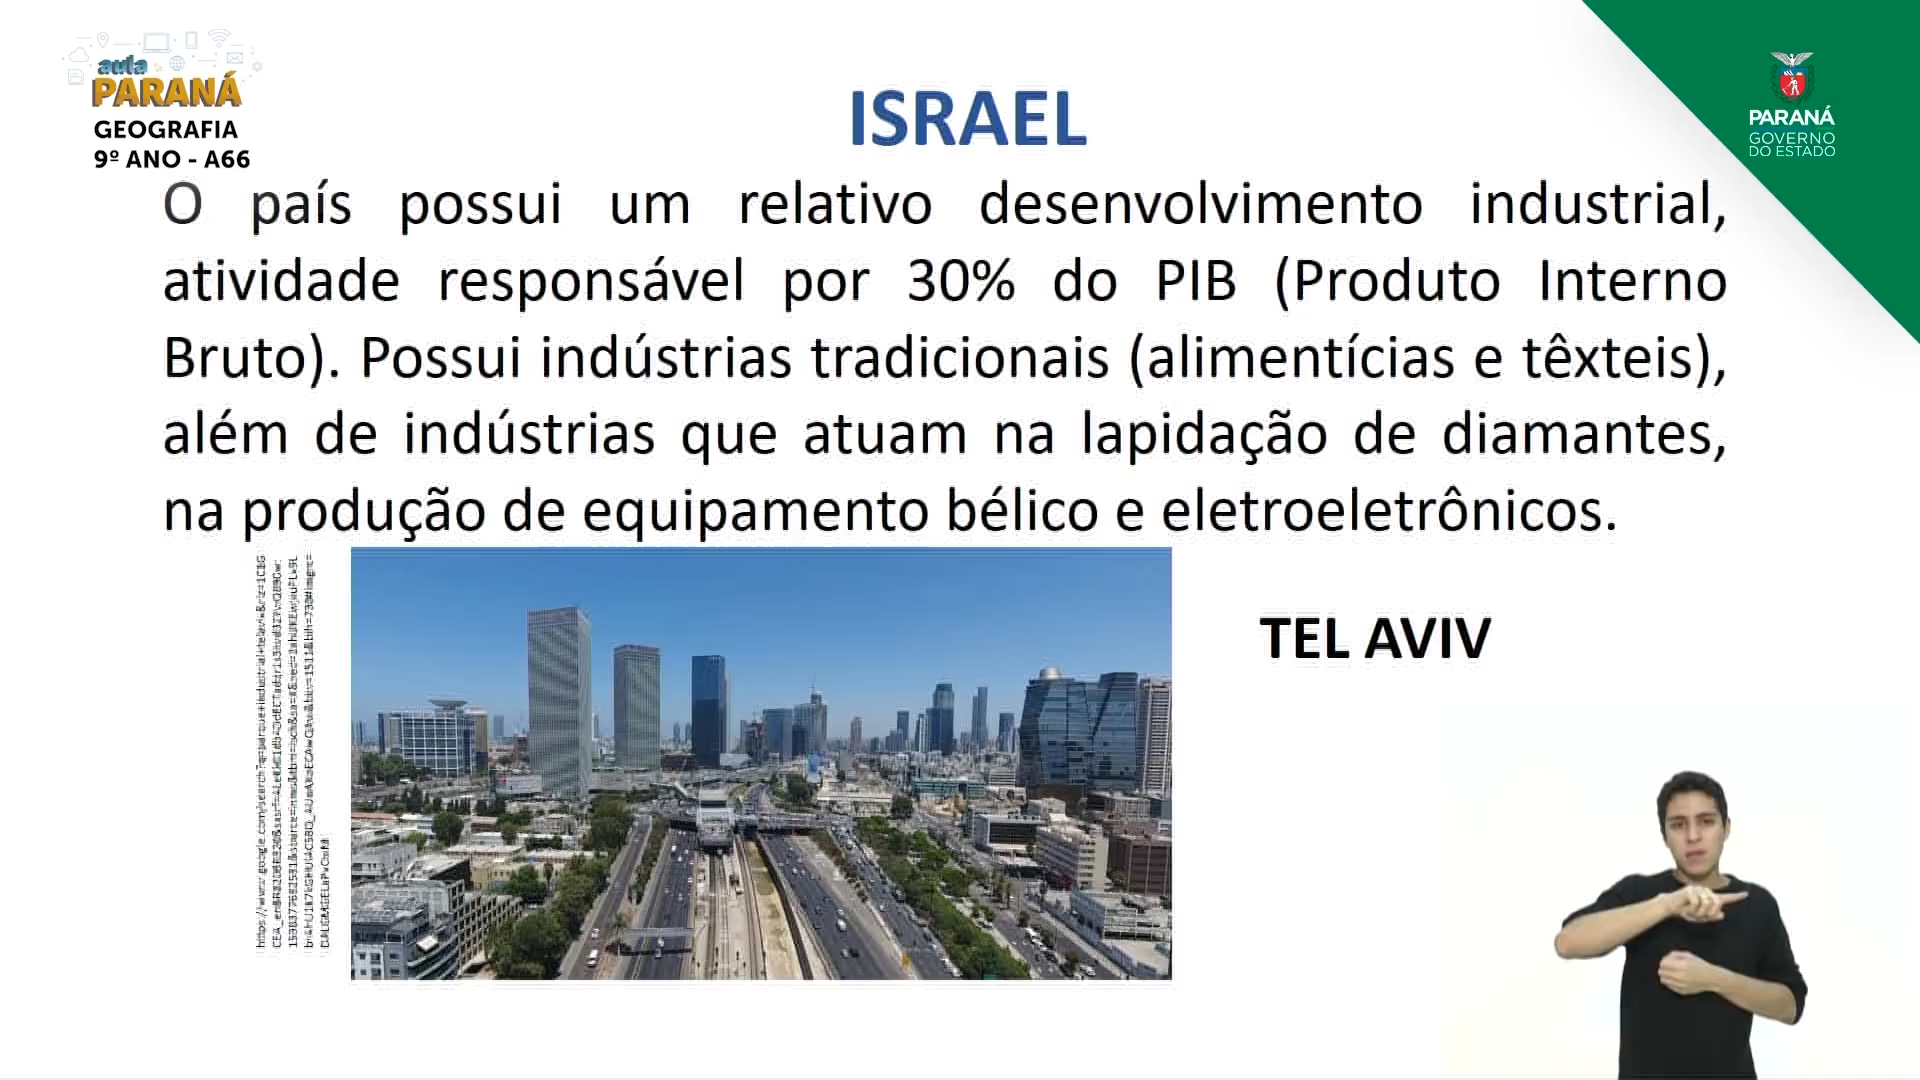 aula
PARANÁ
GEOGRAFIA
9º ANO - A66
PARANÁ
GOVERNO
DO ESTADO
ISRAEL
O país possui um relativo desenvolvimento industrial,
atividade responsável por 30% do PIB (Produto Interno
Bruto). Possui indústrias tradicionais (alimentícias e têxteis),
além de indústrias que atuam na lapidação de diamantes,
na produção de equipamento bélico e eletroeletrônicos.
TEL AVIV